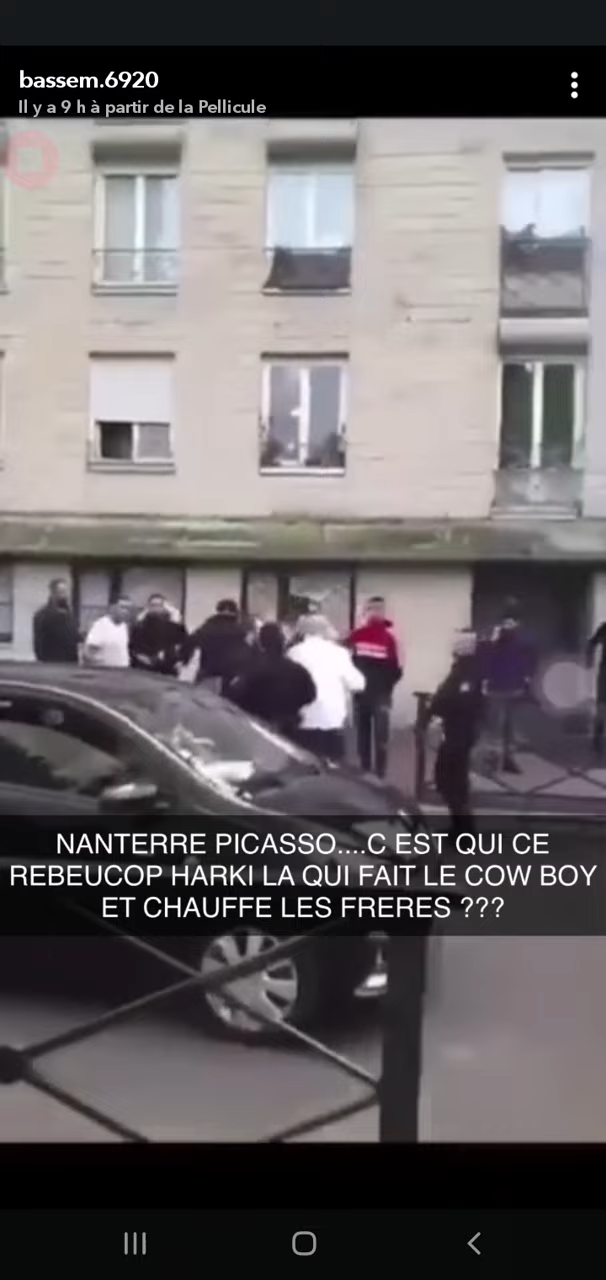 bassem.6920
Il y a 9 h à partir de la Pellicule
NANTERRE PICASSO....C EST QUI CE
REBEUCOP HARKI LA QUI FAIT LE COW BOY
ET CHAUFFE LES FRERES ???